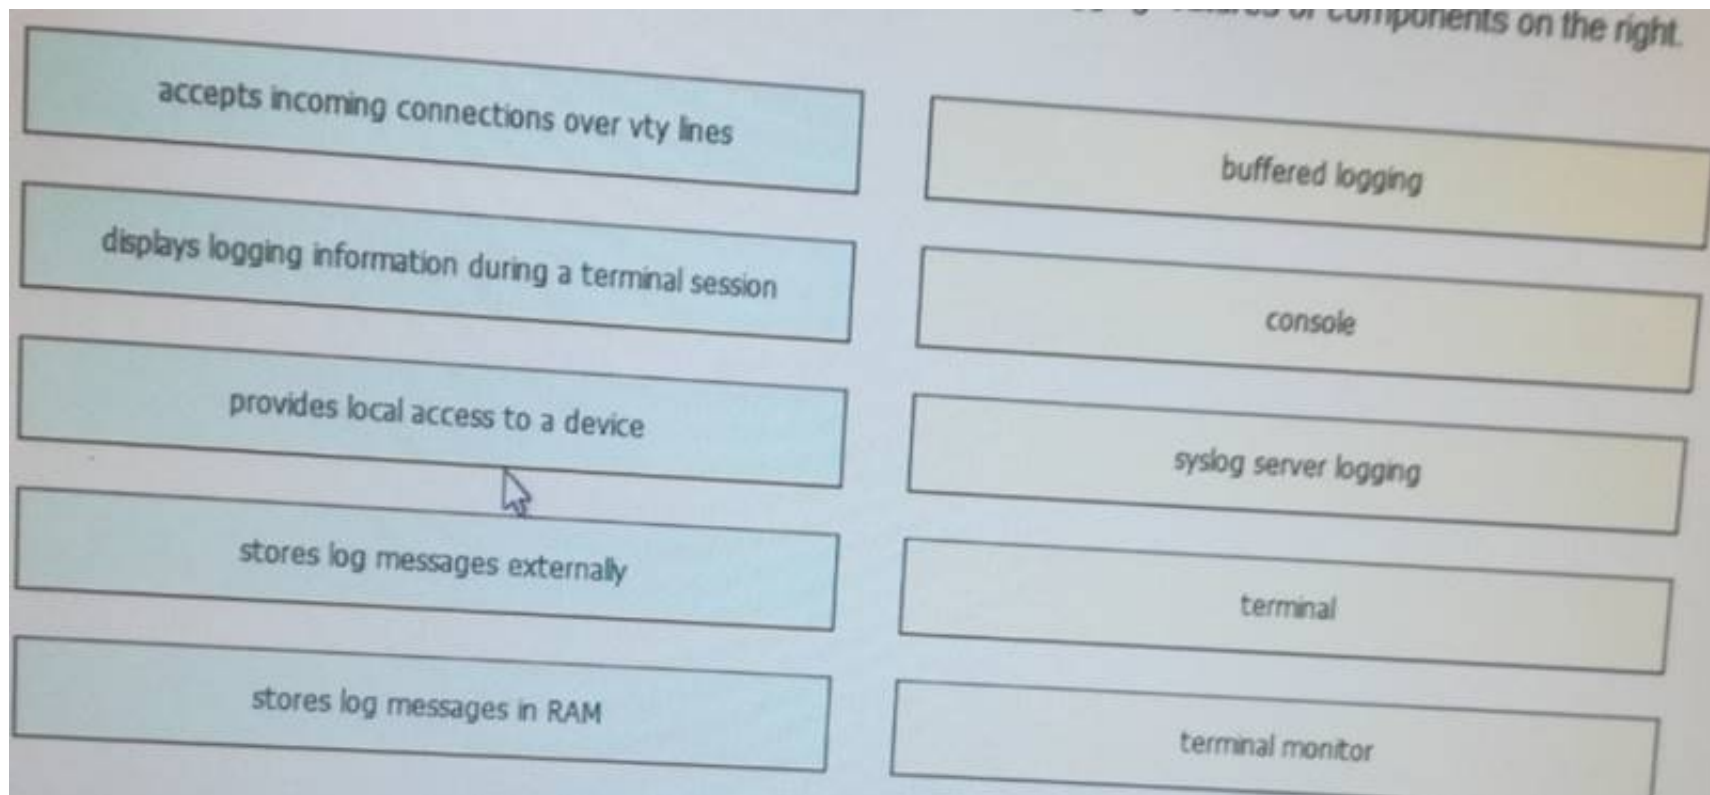 or components on the right.
accepts incoming connections over vty lines
displays logging information during a terminal session
provides local access to a device
stores log messages externally
stores log messages in RAM
buffered logging
console
syslog server logging
terminal
terminal monitor